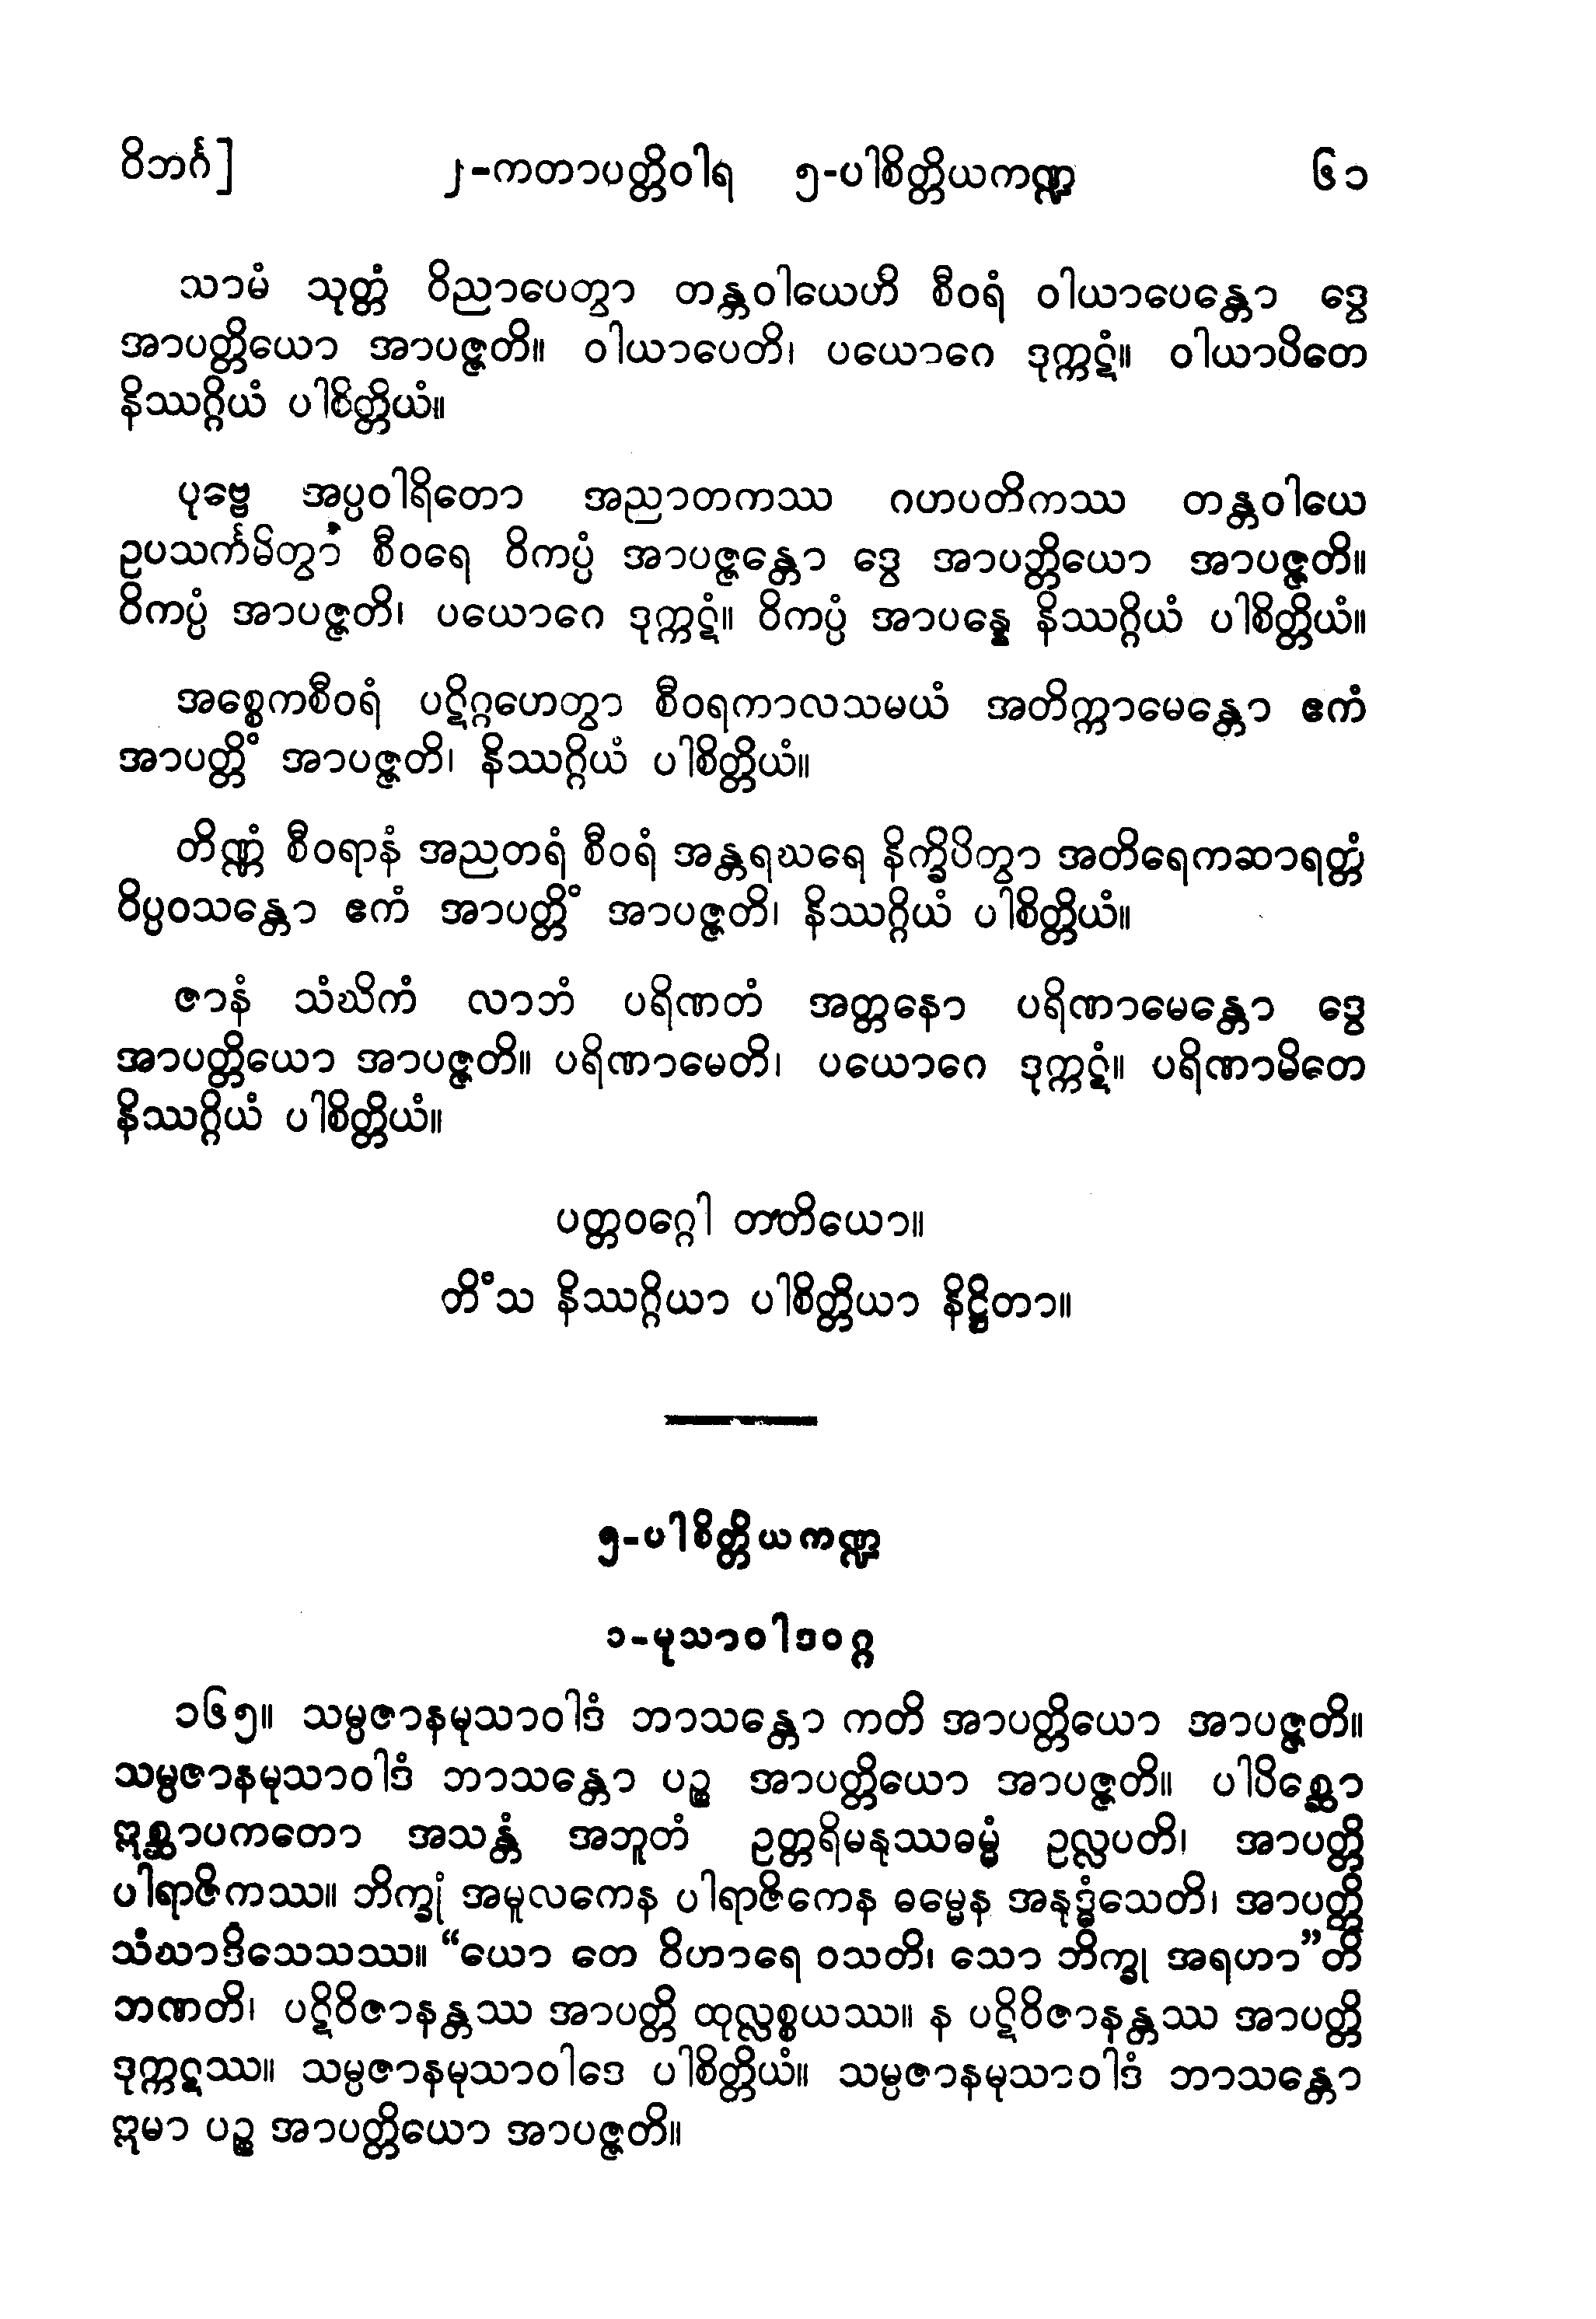 ဝိဘင်္ဂ] ၂-ကတာပတ္တိဝါရ ၅-ပါစိတ္တိယကဏ္ဍ ၆၁
သာမံ သုတ္တံ ဝိညာပေတွာ တန္တဝါယေဟိ စီဝရံ ဝါယာပေန္တော ဒွေ
အာပတ္တိယော အာပဇ္ဇတိ။ ဝါယာပေတိ၊ ပယောဂေ ဒုက္ကဋံ။ ဝါယာပိတေ
နိဿဂ္ဂိယံ ပါစိတ္တိယံ။
ပုဗ္ဗေ အပ္ပဝါရိတော အညာတကဿ ဂဟပတိကဿ တန္တဝါယေ
ဥပသင်္ကမိတွာ စီဝရေ ဝိကပ္ပံ အာပဇ္ဇန္တော ဒွေ အာပတ္တိယော အာပဇ္ဇတိ။
ဝိကပ္ပံ အာပဇ္ဇတိ၊ ပယောဂေ ဒုက္ကဋံ။ ဝိကပ္ပံ အာပန္နေ နိဿဂ္ဂိယံ ပါစိတ္တိယံ။
အစ္စေကစီဝရံ ပဋိဂ္ဂဟေတွာ စီဝရကာလသမယံ အတိက္ကာမေန္တော ဧကံ
အာပတ္တိံ အာပဇ္ဇတိ၊ နိဿဂ္ဂိယံ ပါစိတ္တိယံ။
တိဏ္ဏံ စီဝရာနံ အညတရံ စီဝရံ အန္တရဃရေ နိက္ခိပိတွာ အတိရေကဆာရတ္တံ
ဝိပ္ပဝသန္တော ဧကံ အာပတ္တိံ အာပဇ္ဇတိ၊ နိဿဂ္ဂိယံ ပါစိတ္တိယံ။
ဇာနံ သံဃိကံ လာဘံ ပရိဏတံ အတ္တနော ပရိဏာမေန္တော ဒွေ
အာပတ္တိယော အာပဇ္ဇတိ။ ပရိဏာမေတိ၊ ပယောဂေ ဒုက္ကဋံ။ ပရိဏာမိတေ
နိဿဂ္ဂိယံ ပါစိတ္တိယံ။
ပတ္တဝဂ္ဂေါ တတိယော။
တိံသ နိဿဂ္ဂိယာ ပါစိတ္တိယာ နိဋ္ဌိတာ။
၅-ပါစိတ္တိယကဏ္ဍ
၁-မုသာဝါဒဝဂ္ဂ
၁၆၅။ သမ္ပဇာနမုသာဝါဒံ ဘာသန္တော ကတိ အာပတ္တိယော အာပဇ္ဇတိ။
သမ္ပဇာနမုသာဝါဒံ ဘာသန္တော ပဉ္စ အာပတ္တိယော အာပဇ္ဇတိ။ ပါပိစ္ဆော
ဣစ္ဆာပကတော အသန္တံ အဘူတံ ဥတ္တရိမနုဿဓမ္မံ ဥလ္လပတိ၊ အာပတ္တိ
ပါရာဇိကဿ။ ဘိက္ခုံ အမူလကေန ပါရာဇိကေန ဓမ္မေန အနုဒ္ဓံသေတိ၊ အာပတ္တိ
သံဃာဒိသေသဿ။ “ယော တေ ဝိဟာရေ ဝသတိ၊ သော ဘိက္ခု အရဟာ”တိ
ဘဏတိ၊ ပဋိဝိဇာနန္တဿ အာပတ္တိ ထုလ္လစ္စယဿ။ န ပဋိဝိဇာနန္တဿ အာပတ္တိ
ဒုက္ကဋဿ။ သမ္ပဇာနမုသာဝါဒေ ပါစိတ္တိယံ။ သမ္ပဇာနမုသာဝါဒံ ဘာသန္တော
ဣမာ ပဉ္စ အာပတ္တိယော အာပဇ္ဇတိ။